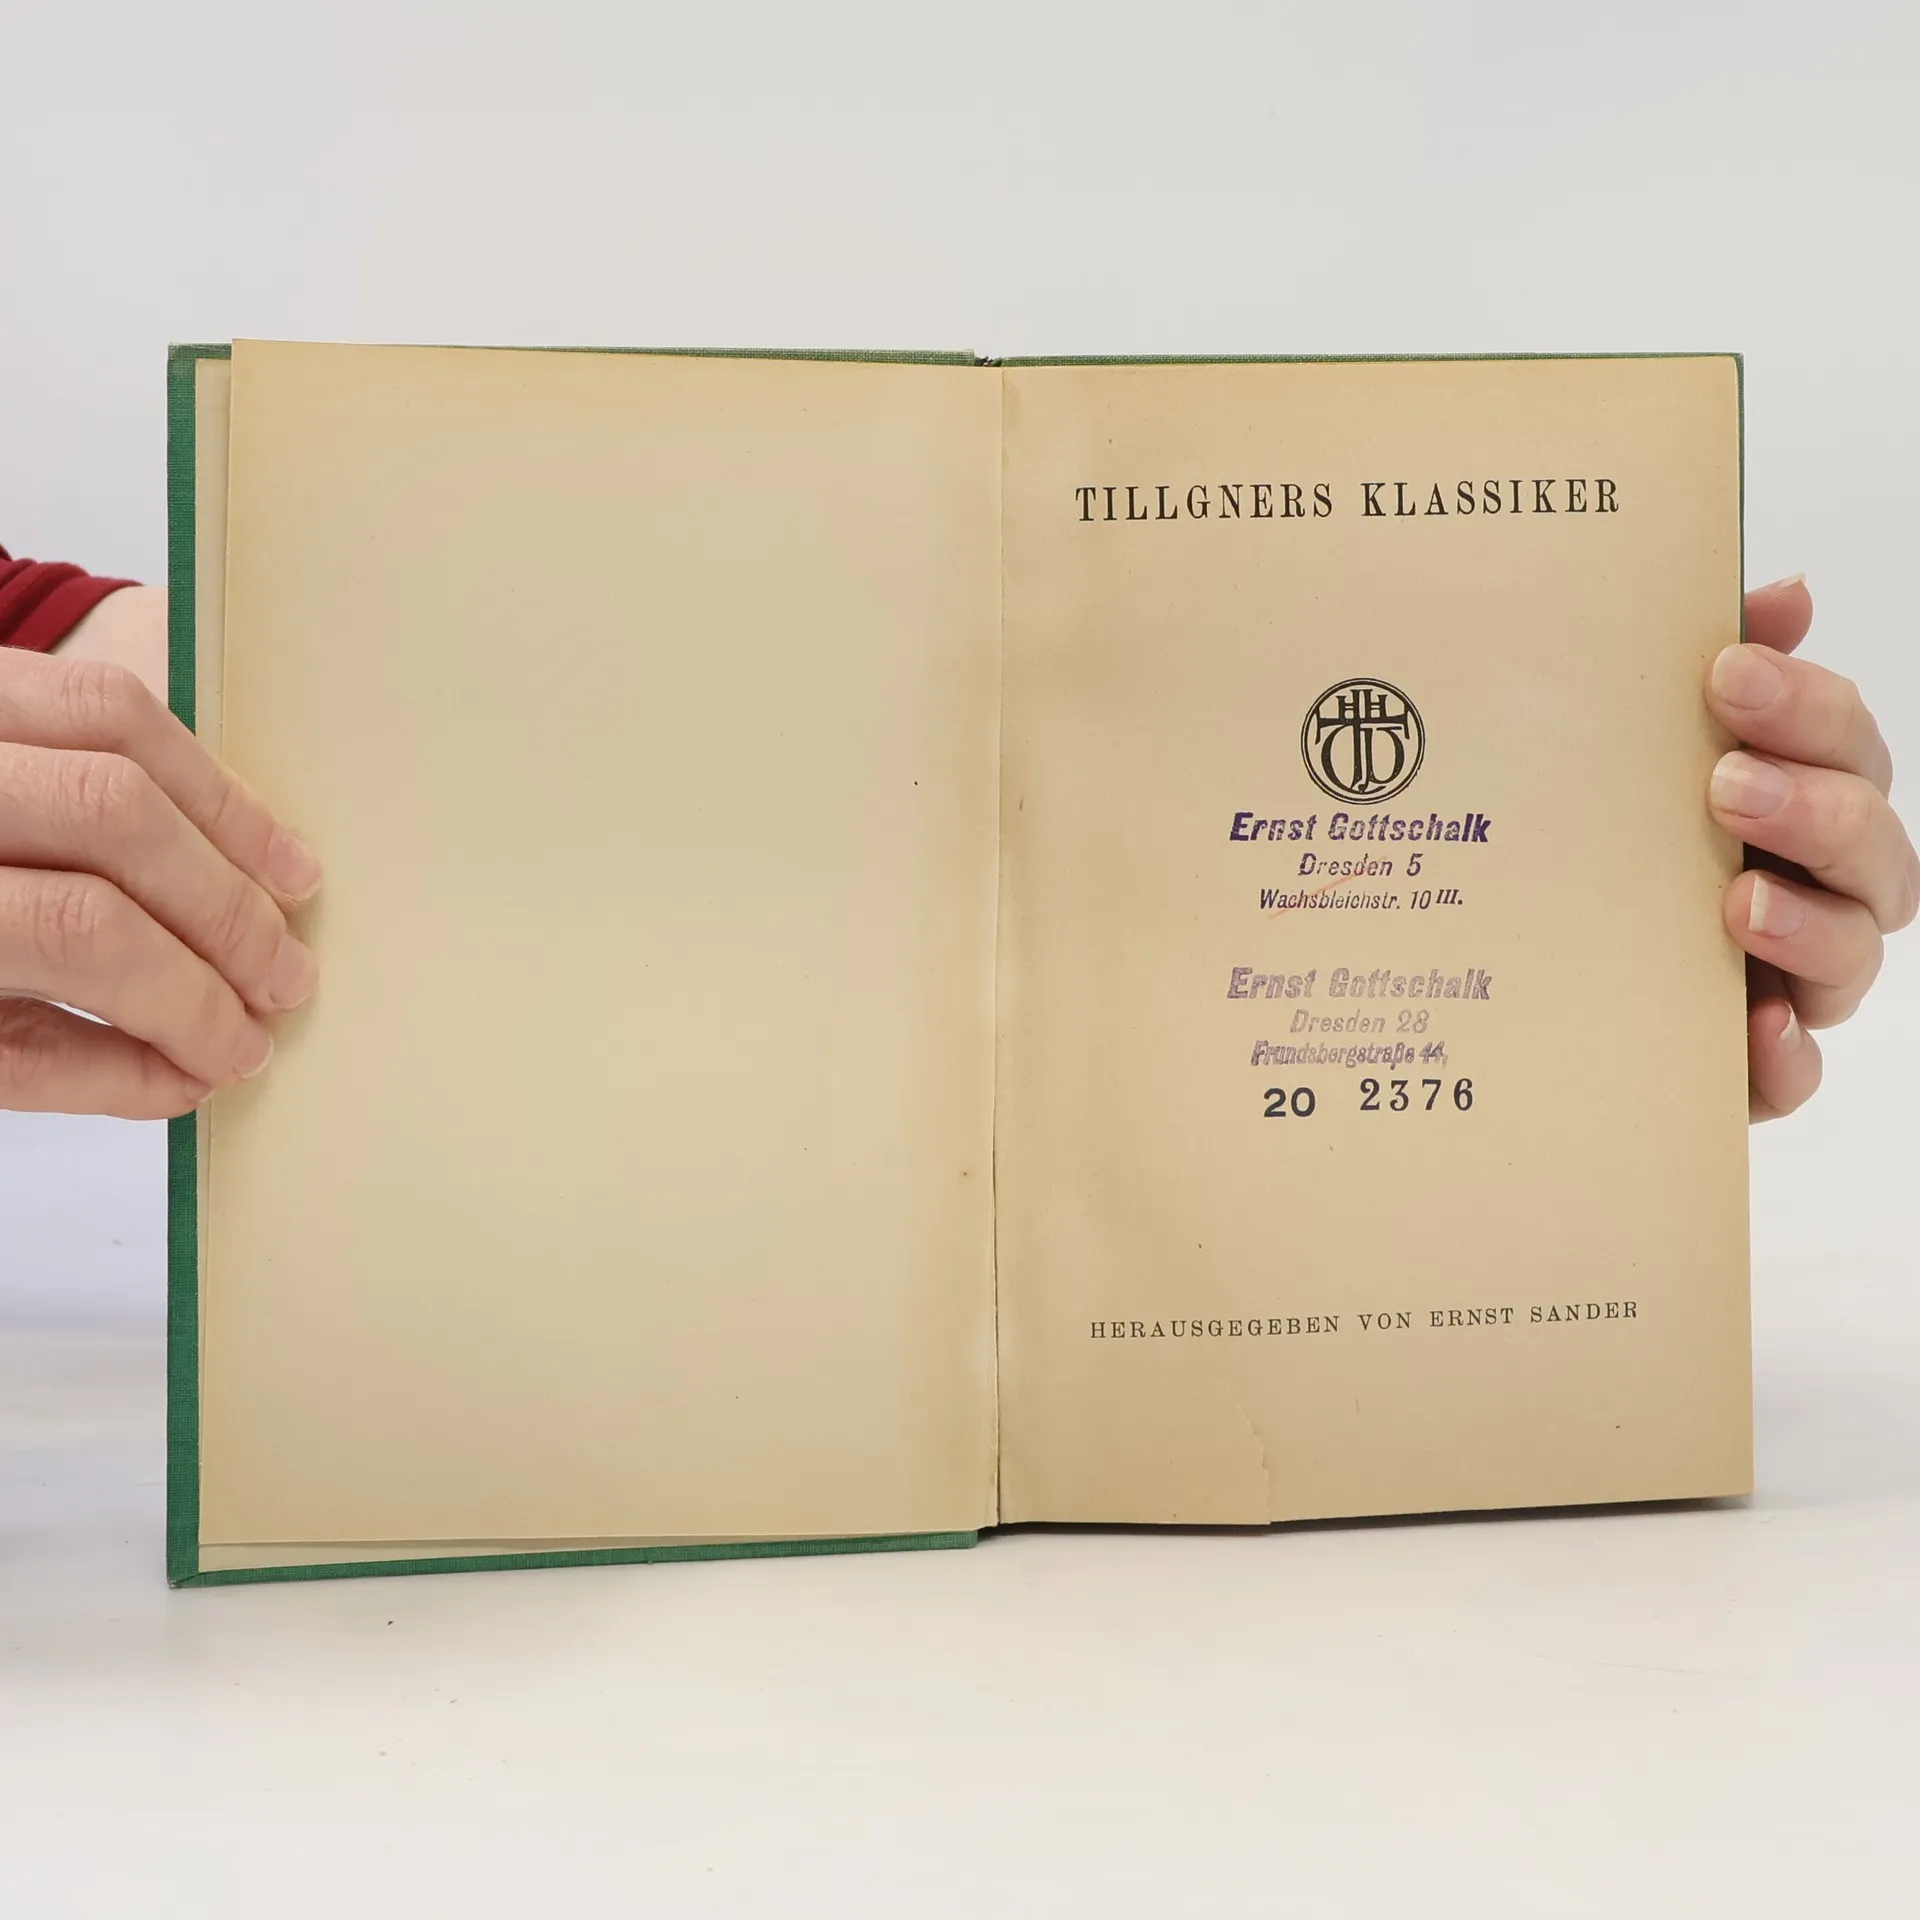 TILLGNERS KLASSIKER
Ernst Gottschalk
Dresden 5
Wachsbleichstr. 10 III.
Ernst Gottschalk
Dresden 28
Frundsbergstraße 44,
20 2376
HERAUSGEGEBEN VON ERNST SANDER